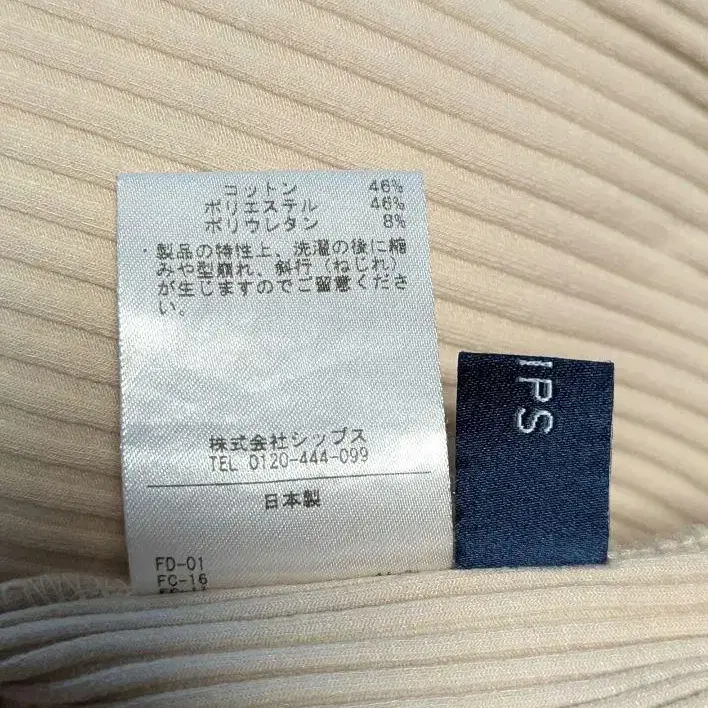 コットン 46%
ポリエステル 46%
ポリウレタン 8%
・製品の特性上、洗濯の後に縮
みや型崩れ、斜行(ねじれ)
が生じますのでご留意くださ
い。
株式会社シップス
TEL 0120-444-099
日本製
FD-01
FC-16
IPS